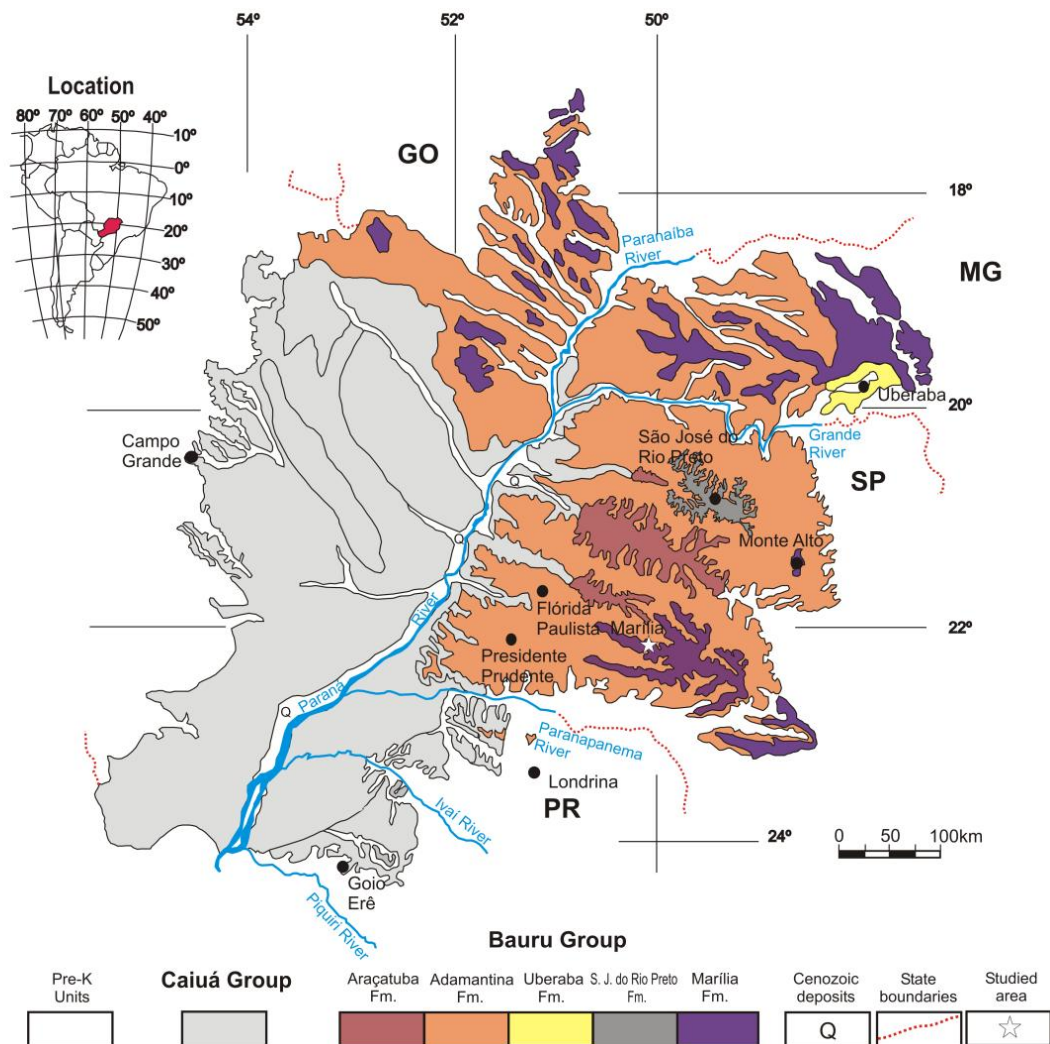 54º
52º
50º
Location
80º 70º 60º 50º 40º
10º
0º
10º
20º
30º
40º
50º
GO
18º
Paranaíba
River
MG
Uberaba
20º
Grande
River
São José do
Rio Preto
SP
Campo
Grande
Q
Monte Alto
Q
Flórida
Paulista
Marília
22º
River
Presidente
Prudente
Paraná
Q
Paranapanema
River
Londrina
PR
Ivaí River
24º
0 50 100km
Goio
Erê
Piquiri River
Bauru Group
Pre-K
Units
Caiuá Group
Araçatuba
Fm.
Adamantina
Fm.
Uberaba
Fm.
S. J. do Rio Preto
Fm.
Marília
Fm.
Cenozoic
deposits
Q
State
boundaries
Studied
area